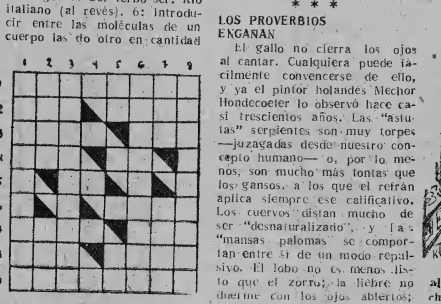 italiano (al revés). 6: Introdu-
cir entre las moléculas de un
cuerpo las do otro en cantidad
1 2 3 4 5 6 7 8
* * *
LOS PROVERBIOS
ENGAÑAN
El gallo no cierra los ojos
al cantar. Cualquiera puede fá-
cilmente convencerse de ello,
y ya el pintor holandés Mechor
Hondecoeter lo observó hace ca-
si trescientos años. Las "astu-
tas" serpientes son muy torpes
—juzagadas desde nuestro con-
cepto humano— o, por lo me-
nos, son mucho más tontas que
los gansos, a los que el refrán
aplica siempre ese calificativo.
Los cuervos distan mucho de
ser "desnaturalizado", y las
"mansas palomas" se compor-
tan entre sí de un modo repul-
sivo. El lobo no es menos lis-
to que el zorro; la liebre no
duerme con los ojos abiertos;